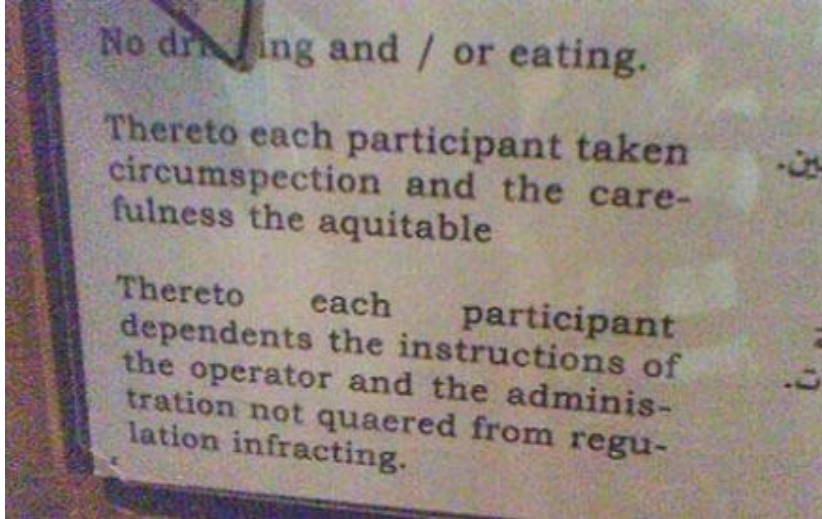 No and / or eating.
Thereto each participant taken
circumspection and the care-
fulness the aquitable
Thereto each participant
dependents the instructions of
the operator and the adminis-
tration not quaered from regu-
lation infracting.